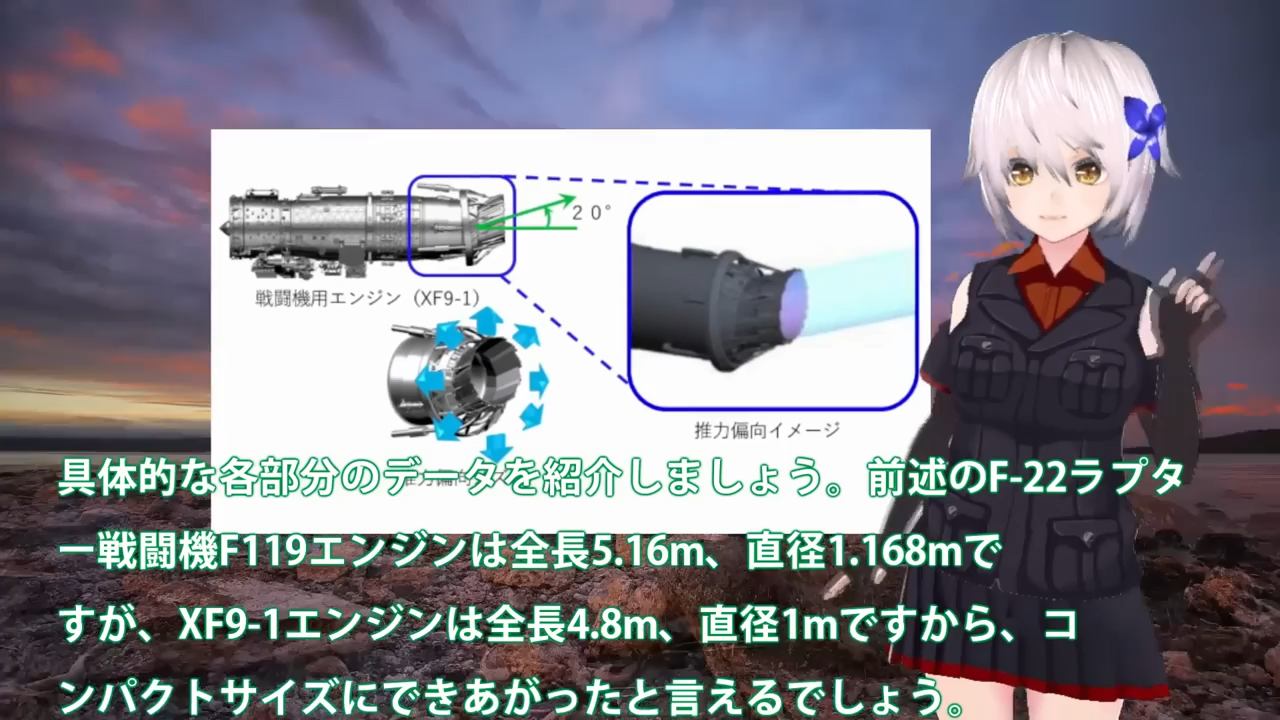 20°
戦闘機用エンジン（XF9-1）
推力偏向イメージ
具体的な各部分のデータを紹介しましょう。前述のF-22ラプタ
ー戦闘機F119エンジンは全長5.16m、直径1.168mで
すが、XF9-1エンジンは全長4.8m、直径1mですから、コ
ンパクトサイズにできあがったと言えるでしょう。